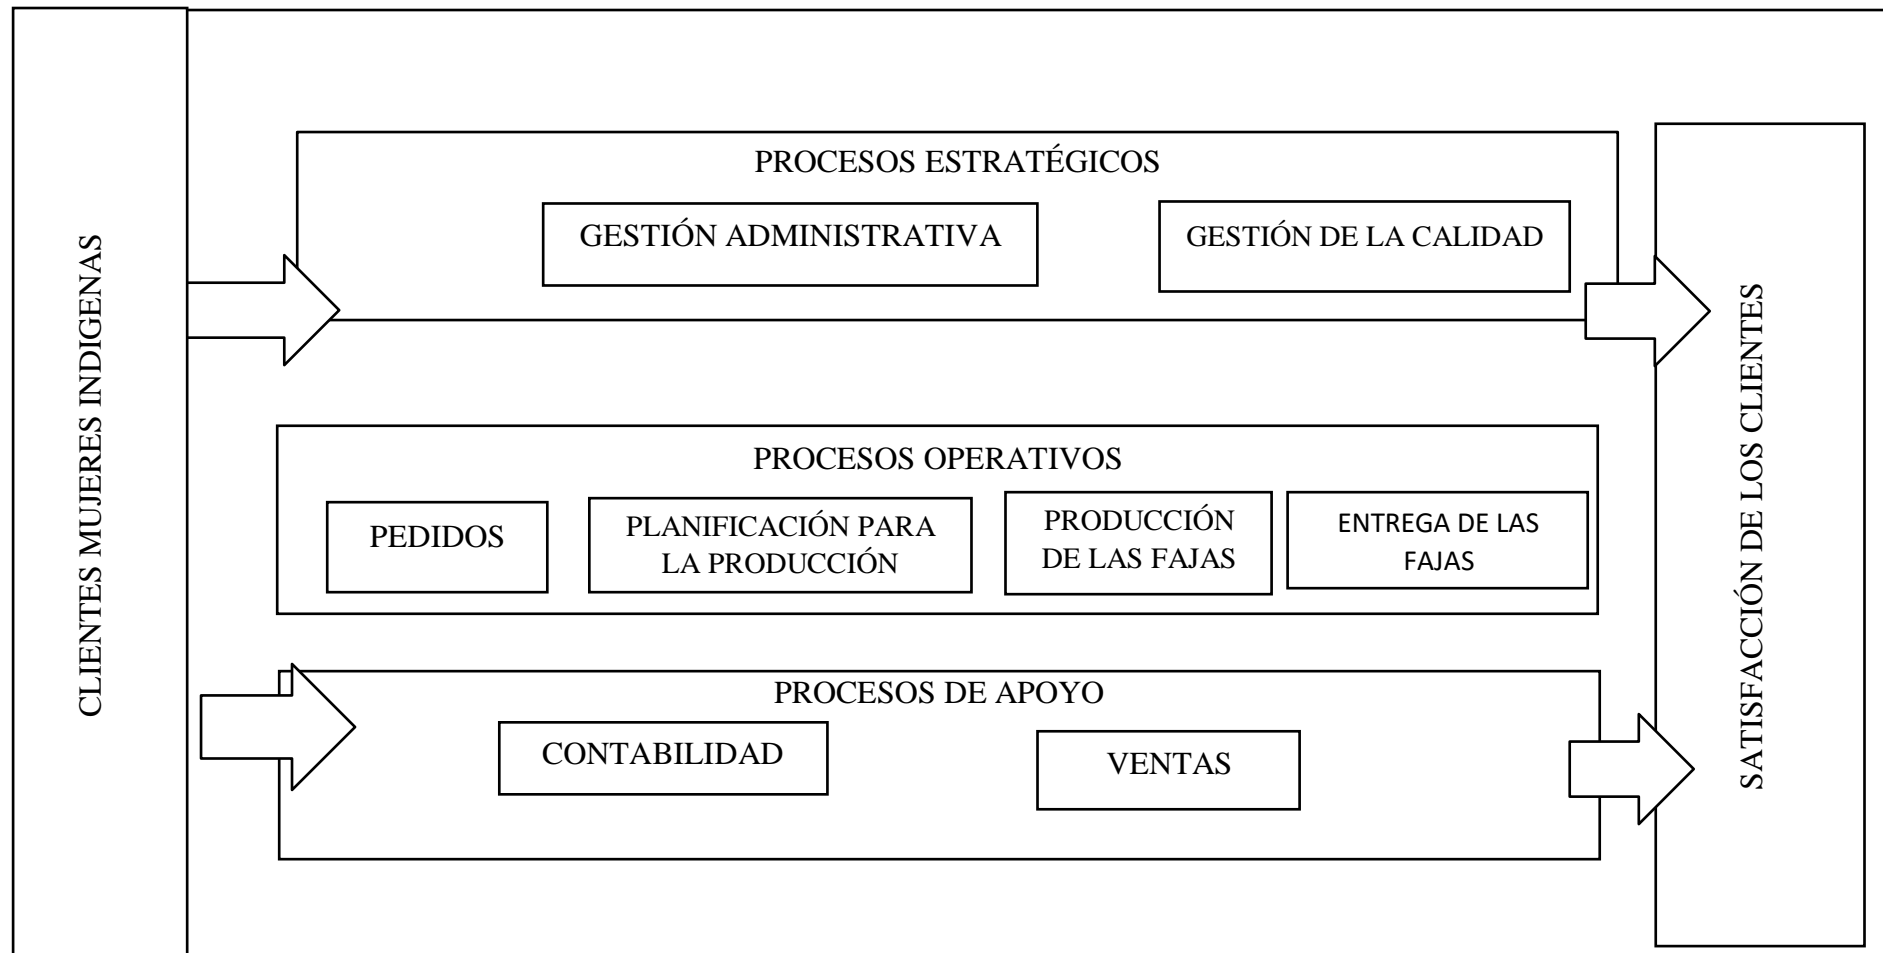 CLIENTES MUJERES INDIGENAS
PROCESOS ESTRATÉGICOS
GESTIÓN ADMINISTRATIVA
GESTIÓN DE LA CALIDAD
PROCESOS OPERATIVOS
PEDIDOS
PLANIFICACIÓN PARA
LA PRODUCCIÓN
PRODUCCIÓN
DE LAS FAJAS
ENTREGA DE LAS
FAJAS
PROCESOS DE APOYO
CONTABILIDAD
VENTAS
SATISFACCIÓN DE LOS CLIENTES